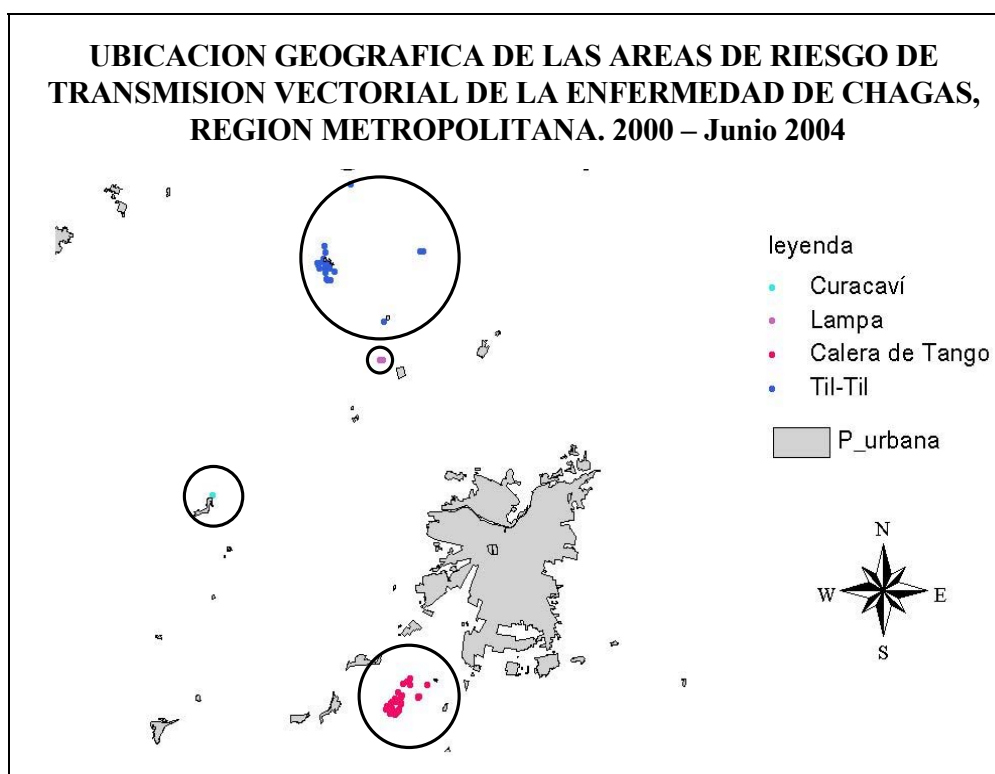 UBICACION GEOGRAFICA DE LAS AREAS DE RIESGO DE
TRANSMISION VECTORIAL DE LA ENFERMEDAD DE CHAGAS,
REGION METROPOLITANA. 2000 – Junio 2004
leyenda
Curacaví
Lampa
Calera de Tango
Til-Til
P_urbana
N
W
E
S